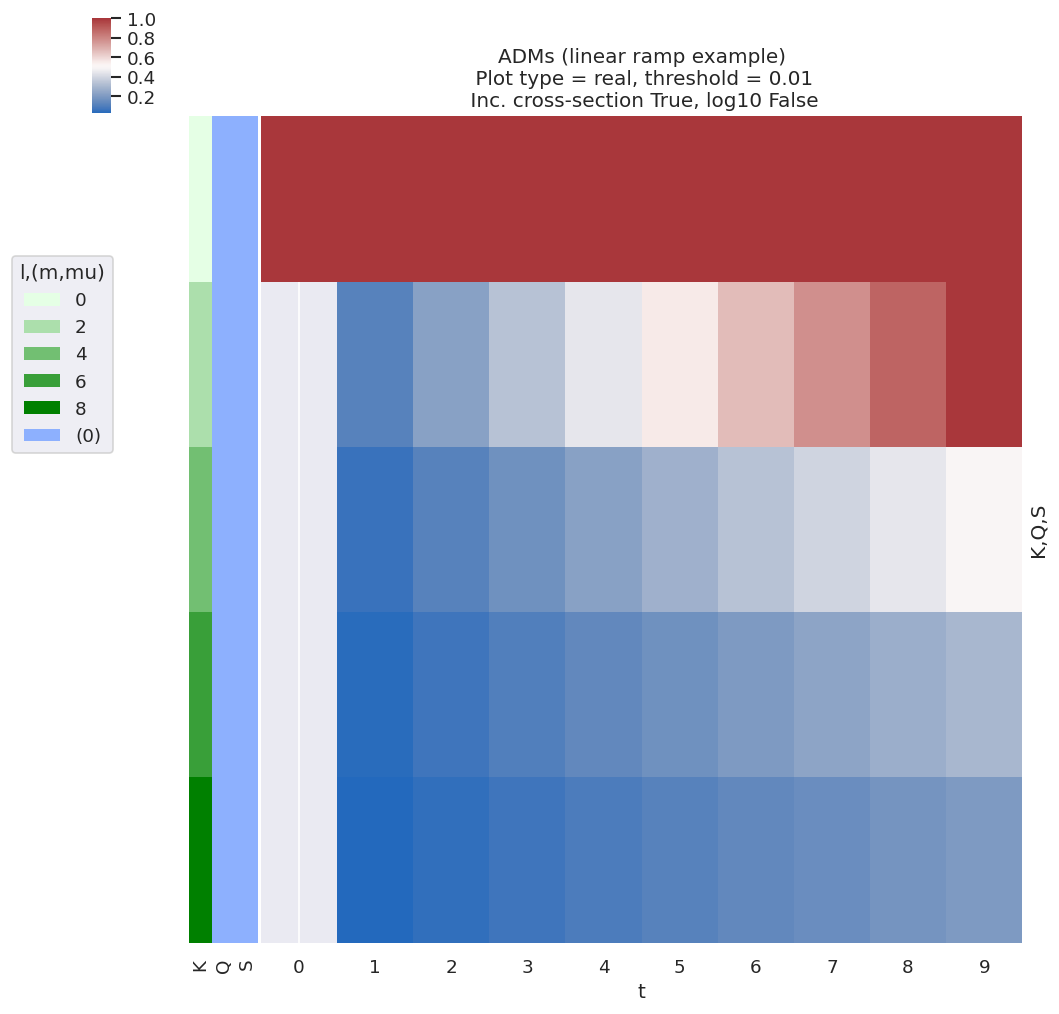 1.0
0.8
0.6
0.4
0.2
ADMs (linear ramp example)
Plot type = real, threshold = 0.01
Inc. cross-section True, log10 False
l,(m,mu)
0
2
4
6
8
(0)
K,Q,S
K
Q
S
0 1 2 3 4 5 6 7 8 9
t